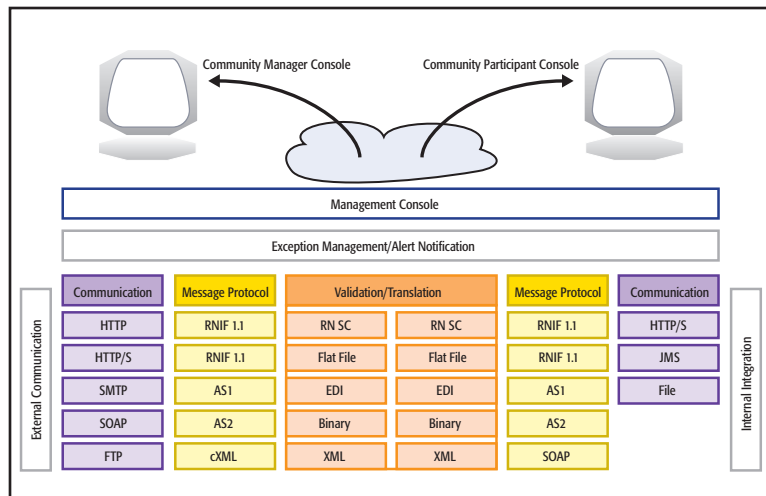 Community Manager Console
Community Participant Console
Management Console
Exception Management/Alert Notification
External Communication
Communication
HTTP
HTTP/S
SMTP
SOAP
FTP
Message Protocol
RNIF 1.1
RNIF 1.1
AS1
AS2
cXML
Validation/Translation
RN SC
RN SC
Flat File
Flat File
EDI
EDI
Binary
Binary
XML
XML
Message Protocol
RNIF 1.1
RNIF 1.1
AS1
AS2
SOAP
Communication
HTTP/S
JMS
File
Internal Integration